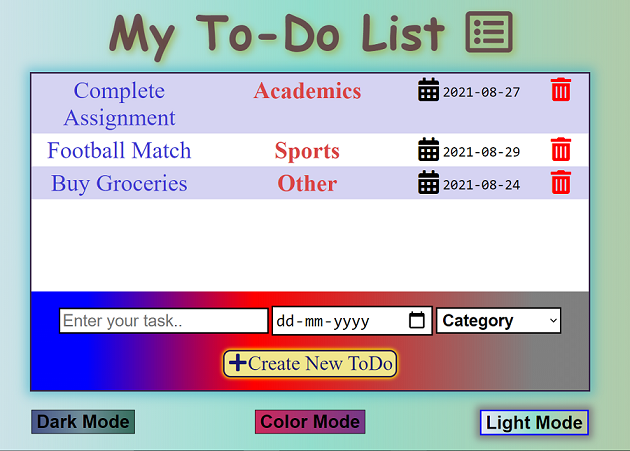 My To-Do List
Complete Academics 2021-08-27
Assignment
Football Match Sports 2021-08-29
Buy Groceries Other 2021-08-24
Enter your task.. dd-mm-yyyy Category
Create New ToDo
Dark Mode Color Mode Light Mode